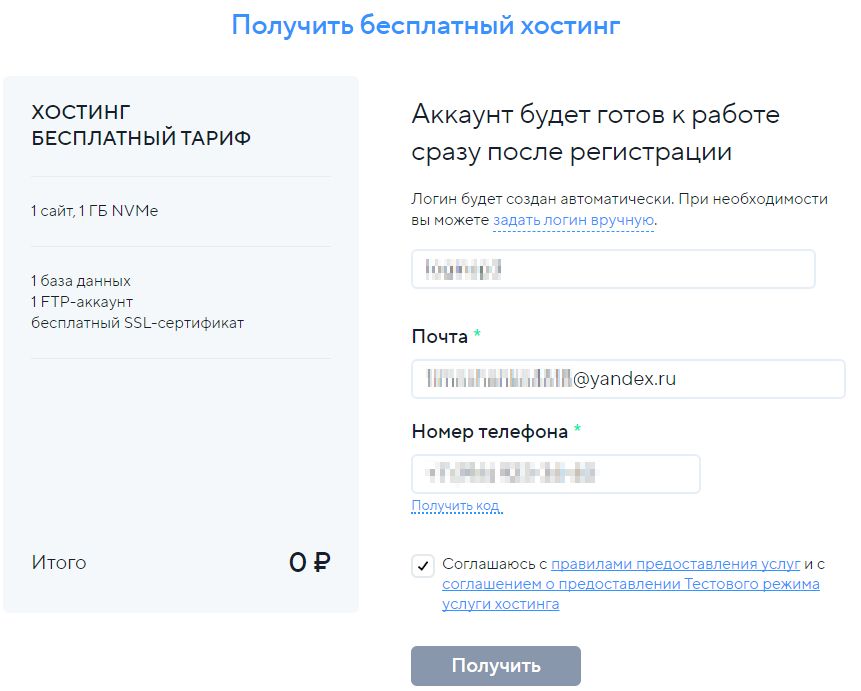 Получить бесплатный хостинг
ХОСТИНГ
БЕСПЛАТНЫЙ ТАРИФ
1 сайт, 1 ГБ NVMe
1 база данных
1 FTP-аккаунт
бесплатный SSL-сертификат
Итого
0 ₽
Аккаунт будет готов к работе
сразу после регистрации
Логин будет создан автоматически. При необходимости
вы можете задать логин вручную.
Почта *
@yandex.ru
Номер телефона *
Получить код
Соглашаюсь с правилами предоставления услуг и с
соглашением о предоставлении Тестового режима
услуги хостинга
Получить